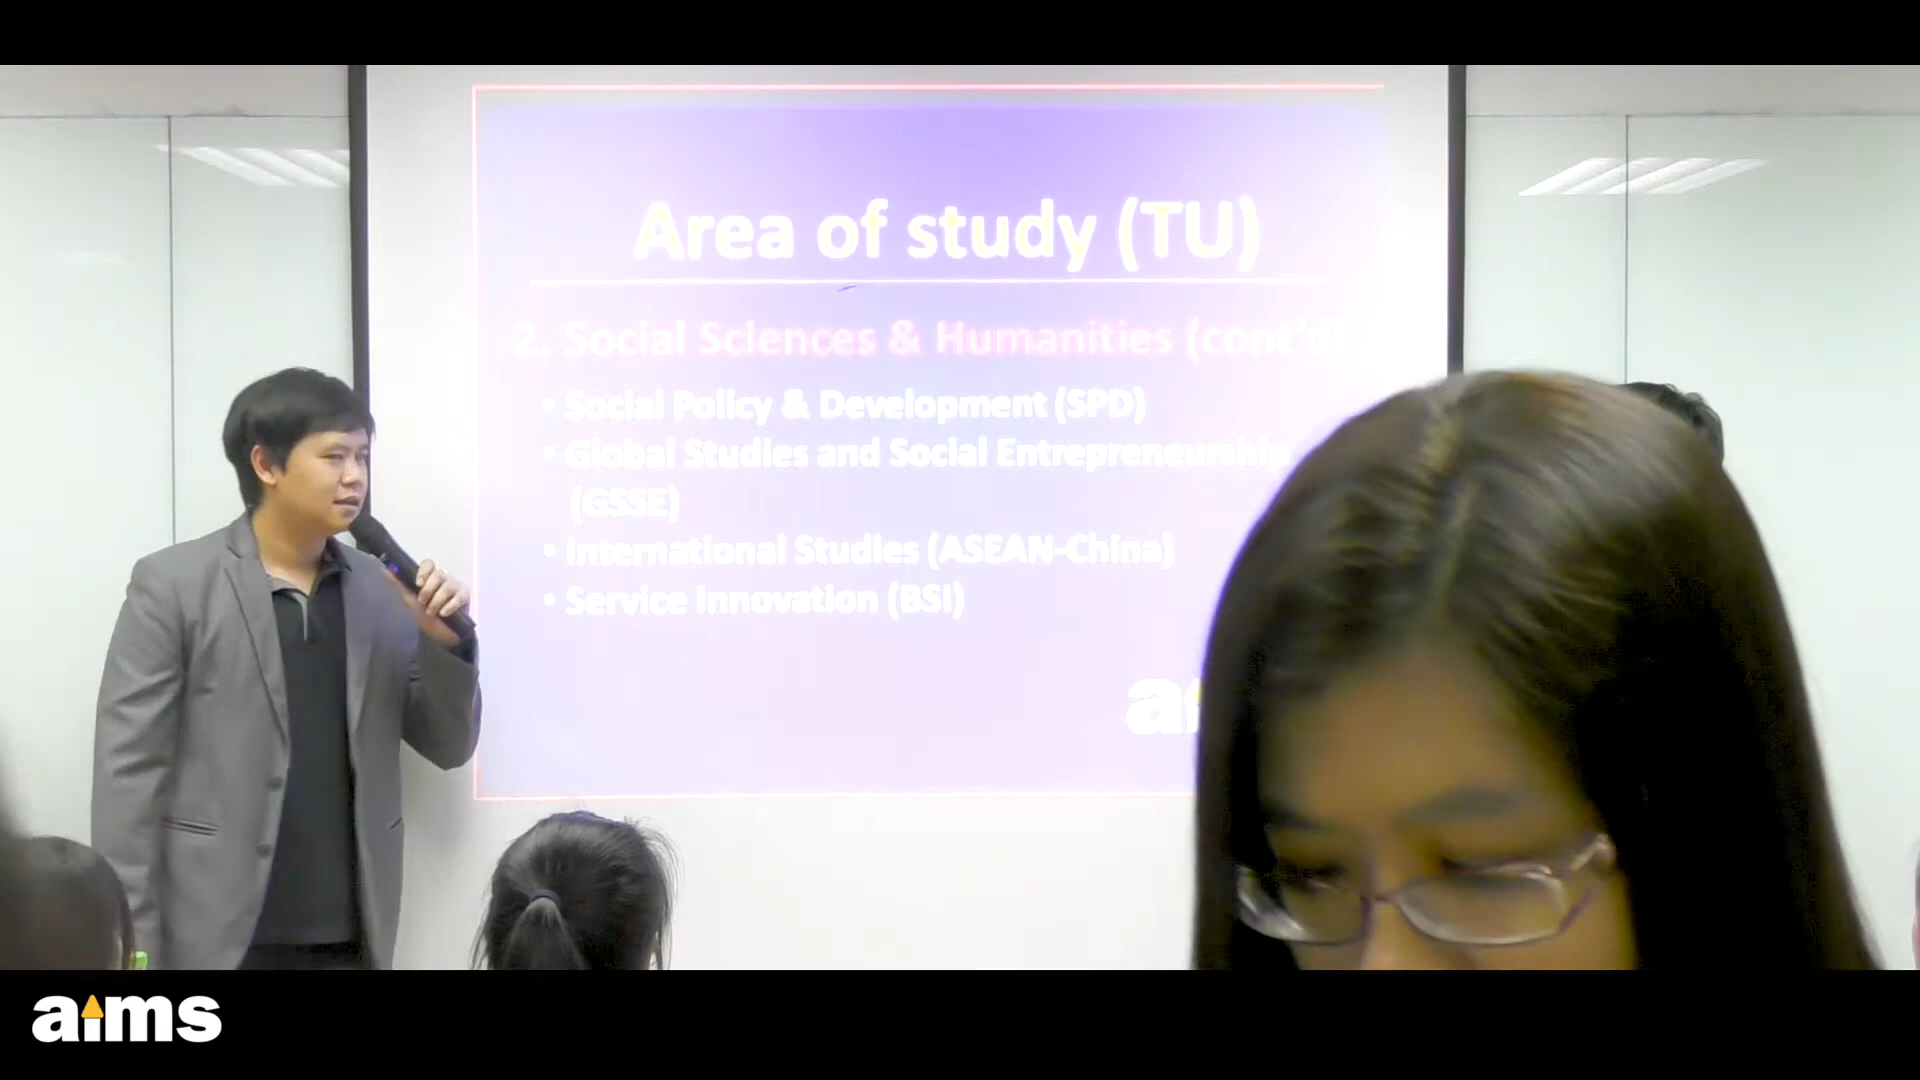 Area of study (TU)
2. Social Sciences & Humanities (cont'd)
• Social Policy & Development (SPD)
• Global Studies and Social Entrepreneurship
(GSSE)
• International Studies (ASEAN-China)
• Service Innovation (BSI)
aims